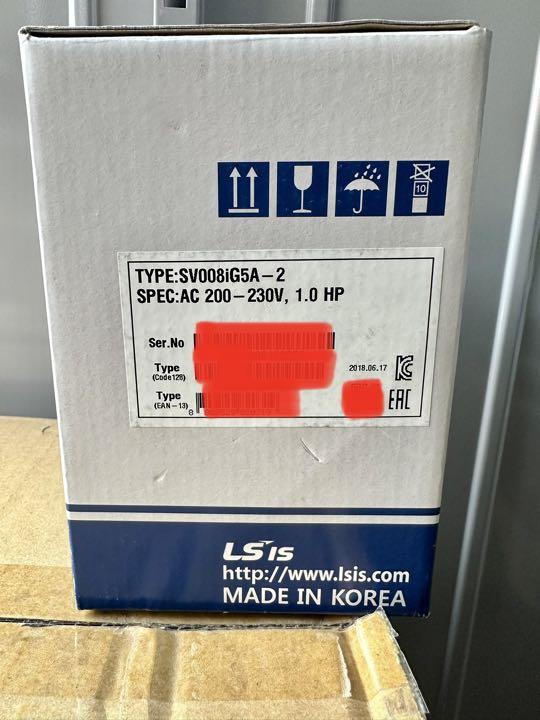 10
TYPE:SV008iG5A-2
SPEC:AC 200-230V, 1.0 HP
Ser.No
Type
(Code128)
2018.06.17
Type
(EAN-13)
8
EAC
LSIS
http://www.lsis.com
MADE IN KOREA